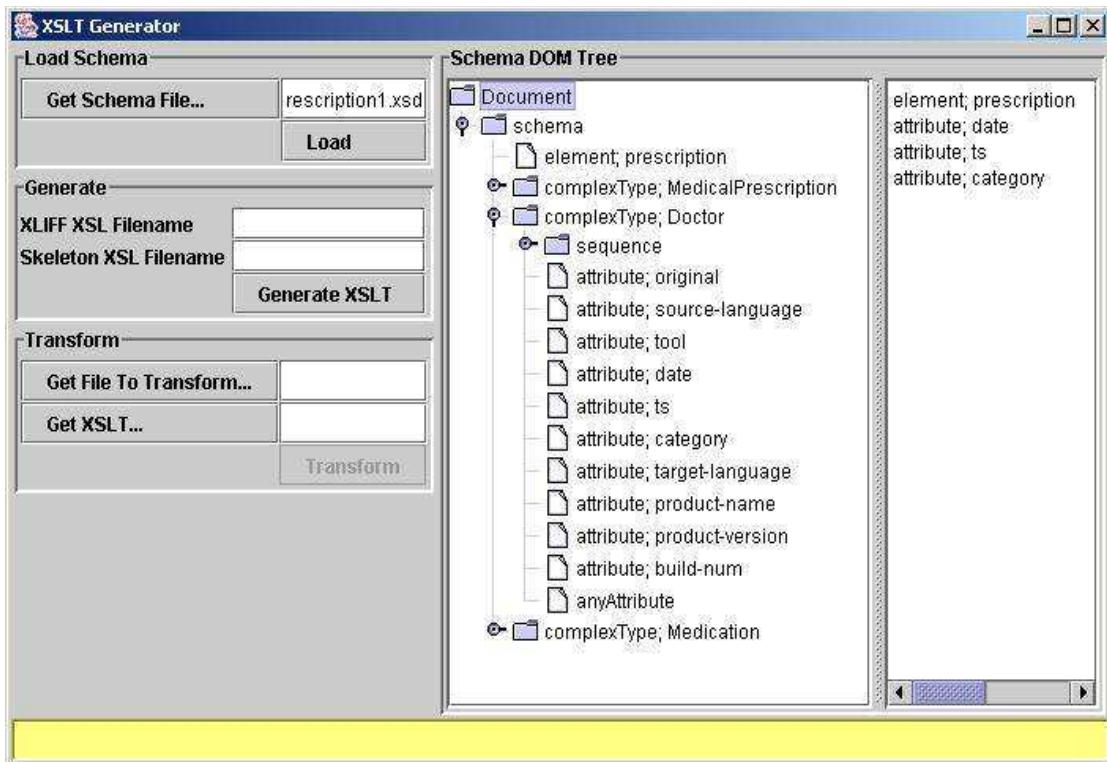 XSLT Generator
Load Schema
Get Schema File...
rescription1.xsd
Load
Generate
XLIFF XSL Filename
Skeleton XSL Filename
Generate XSLT
Transform
Get File To Transform...
Get XSLT...
Transform
Schema DOM Tree
Document
schema
element; prescription
complexType; MedicalPrescription
complexType; Doctor
sequence
attribute; original
attribute; source-language
attribute; tool
attribute; date
attribute; ts
attribute; category
attribute; target-language
attribute; product-name
attribute; product-version
attribute; build-num
anyAttribute
complexType; Medication
element; prescription
attribute; date
attribute; ts
attribute; category